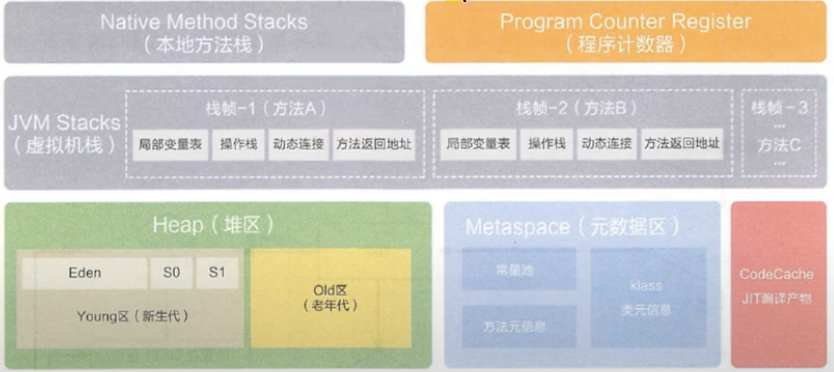 Native Method Stacks
（本地方法栈）
Program Counter Register
（程序计数器）
JVM Stacks
（虚拟机栈）
栈帧-1（方法A）
局部变量表
操作栈
动态连接
方法返回地址
栈帧-2（方法B）
局部变量表
操作栈
动态连接
方法返回地址
栈帧-3
...
方法C
...
Heap（堆区）
Eden
S0
S1
Young区（新生代）
Old区
（老年代）
Metaspace（元数据区）
常量池
方法元信息
klass
类元信息
CodeCache
JIT编译产物